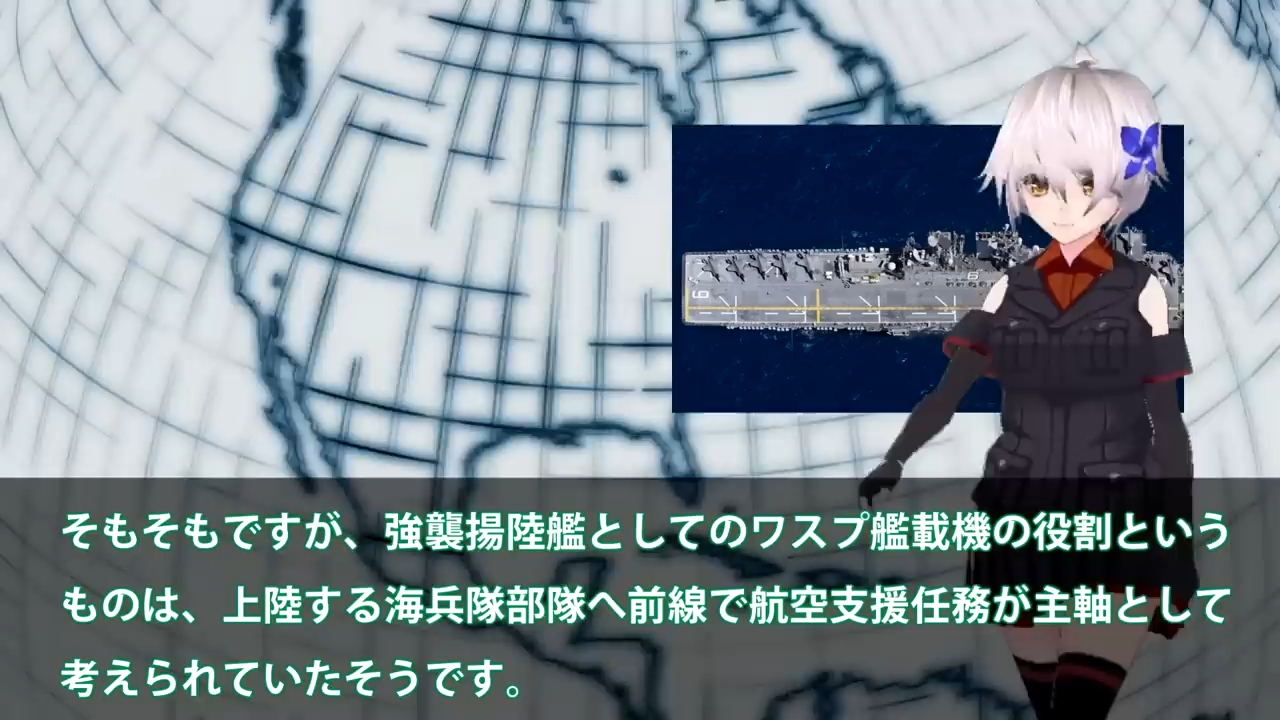 6
6
そもそもですが、強襲揚陸艦としてのワスプ艦載機の役割という
ものは、上陸する海兵隊部隊へ前線で航空支援任務が主軸として
考えられていたそうです。